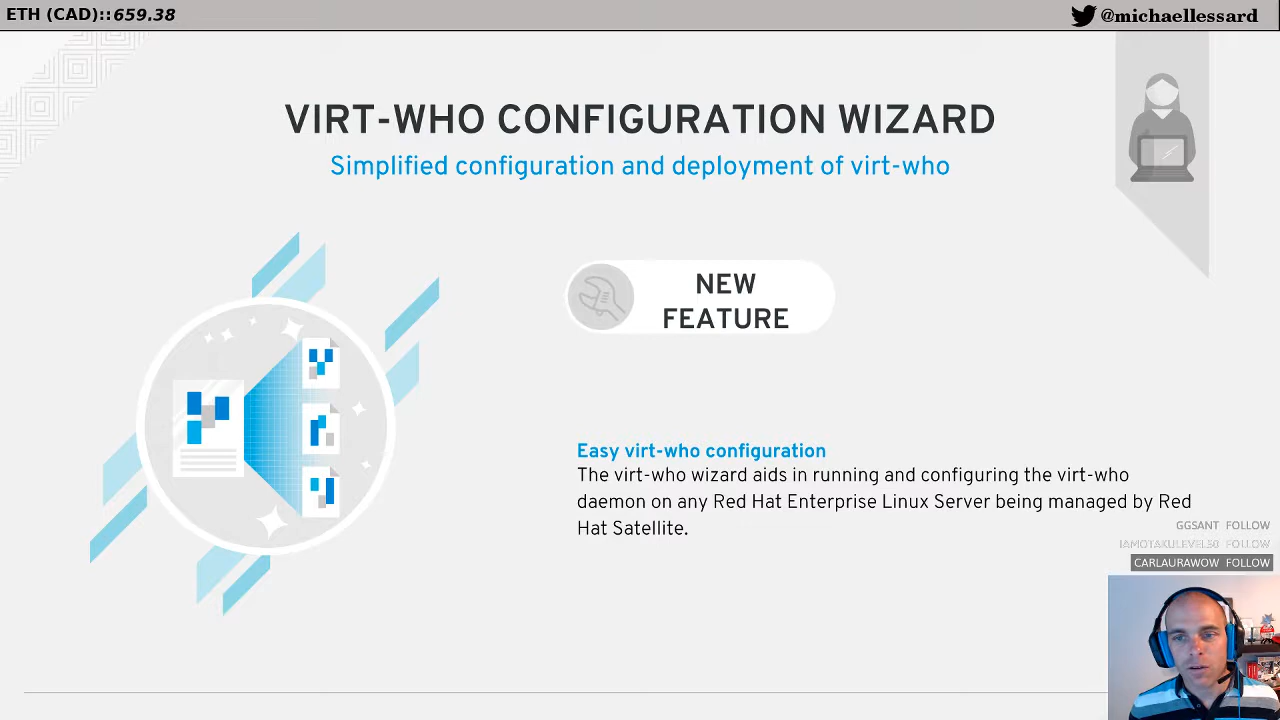 ETH (CAD)::659.38
@michaellessard
VIRT-WHO CONFIGURATION WIZARD
Simplified configuration and deployment of virt-who
NEW
FEATURE
Easy virt-who configuration
The virt-who wizard aids in running and configuring the virt-who
daemon on any Red Hat Enterprise Linux Server being managed by Red
Hat Satellite.
GGSANT FOLLOW
IAMOTAKULEVEL50 FOLLOW
CARLAURAWOW FOLLOW